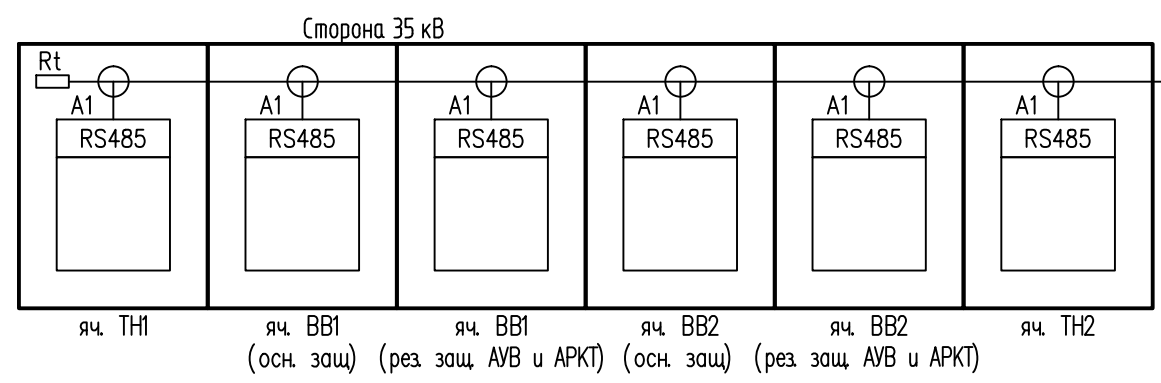 Сторона 35 кВ
Rt
A1 A1 A1 A1 A1 A1
RS485 RS485 RS485 RS485 RS485 RS485
яч. ТН1 яч. ВВ1 яч. ВВ1 яч. ВВ2 яч. ВВ2 яч. ТН2
(осн. защ) (рез. защ. АУВ и АРКТ) (осн. защ) (рез. защ. АУВ и АРКТ)